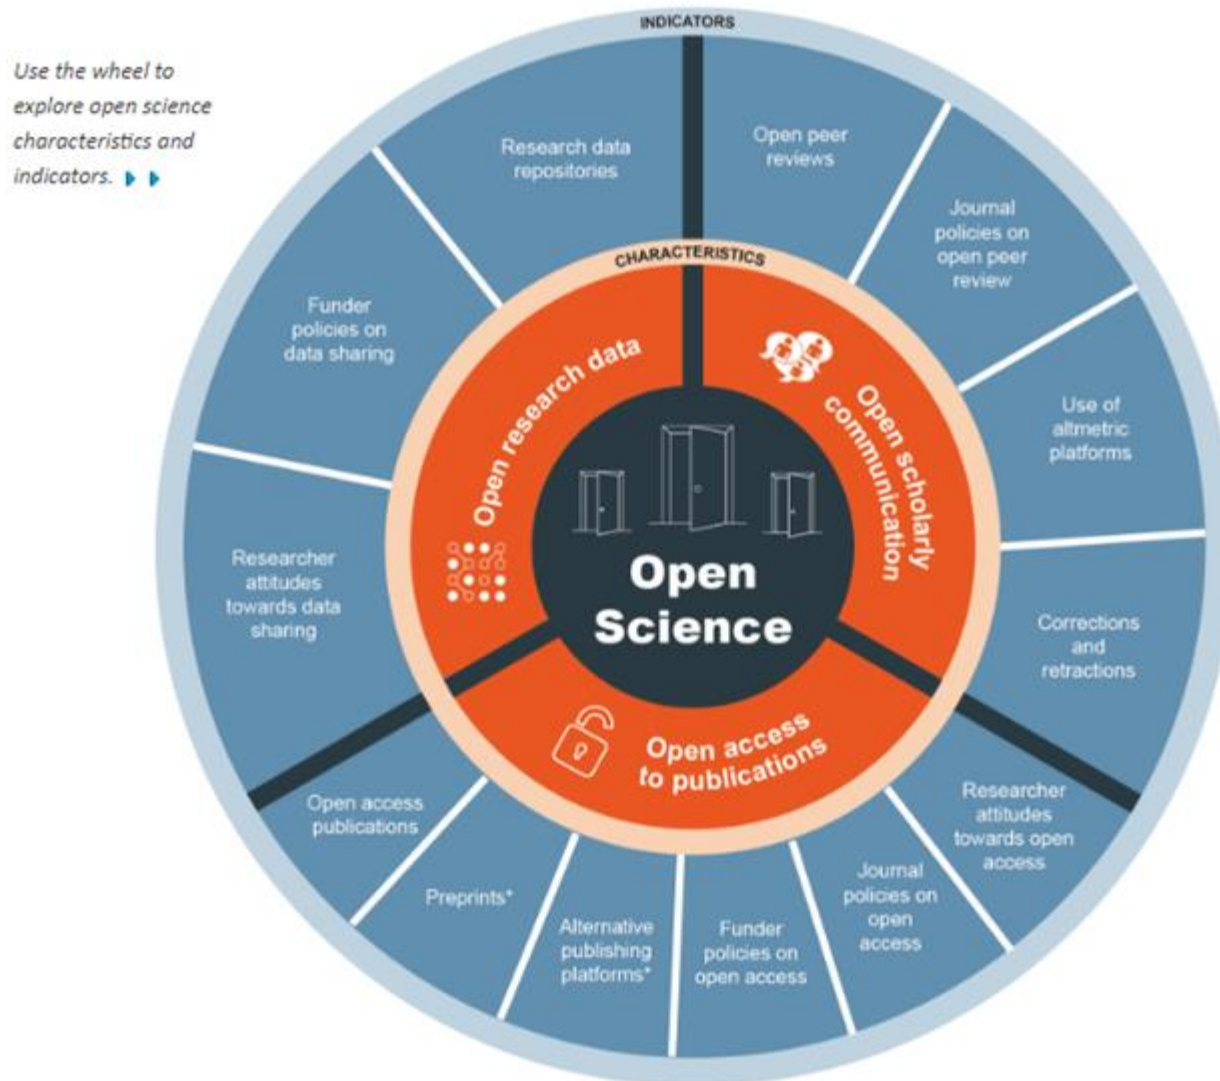 Use the wheel to
explore open science
characteristics and
indicators.
INDICATORS
Research data
repositories
Open peer
reviews
Journal
policies on
open peer
review
Funder
policies on
data sharing
Use of
altmetric
platforms
Researcher
attitudes
towards data
sharing
Corrections
and
retractions
CHARACTERISTICS
Open research data
Open scholarly
communication
Open
Science
Open access
to publications
Open access
publications
Preprints*
Alternative
publishing
platforms*
Funder
policies on
open access
Journal
policies on
open
access
Researcher
attitudes
towards open
access